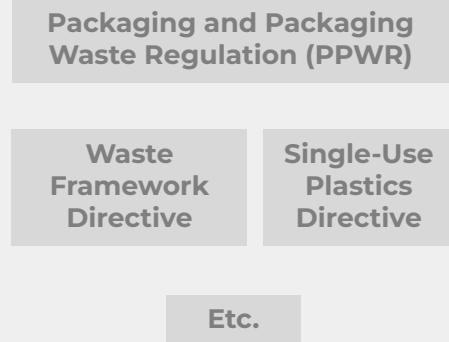 Packaging and Packaging
Waste Regulation (PPWR)
Waste
Framework
Directive
Single-Use
Plastics
Directive
Etc.